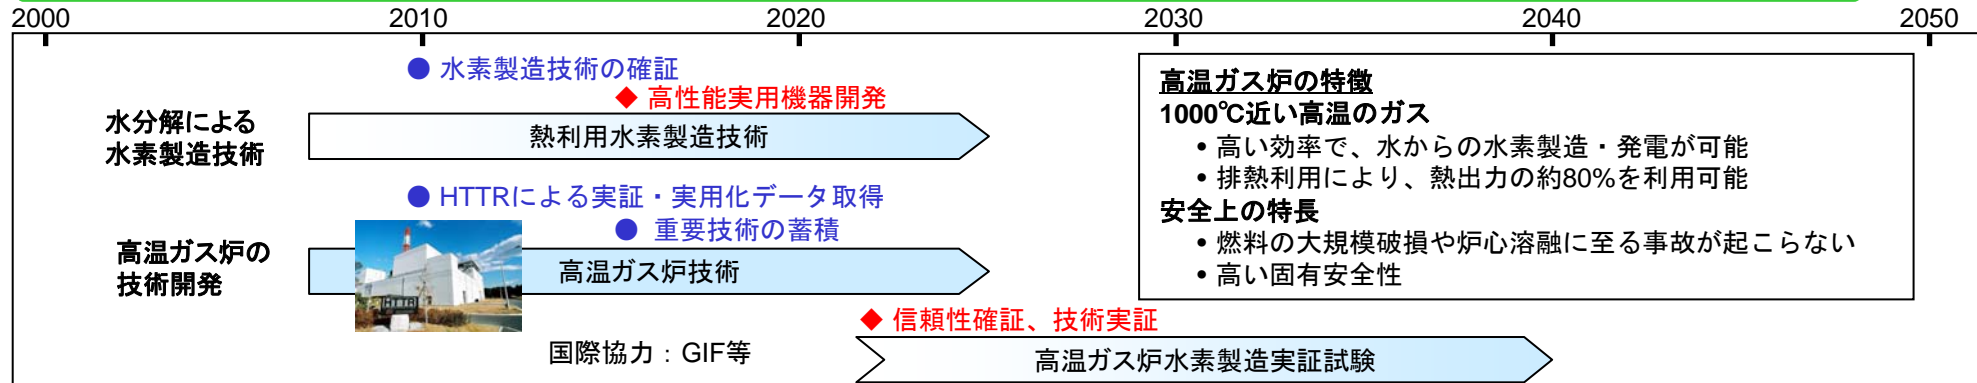 2000 2010 2020 2030 2040 2050
● 水素製造技術の確証
◆ 高性能実用機器開発
水分解による
水素製造技術
熱利用水素製造技術
● HTTRによる実証・実用化データ取得
● 重要技術の蓄積
高温ガス炉の
技術開発
HTTR
高温ガス炉技術
◆ 信頼性確証、技術実証
国際協力：GIF等
高温ガス炉水素製造実証試験
高温ガス炉の特徴
1000℃近い高温のガス
• 高い効率で、水からの水素製造・発電が可能
• 排熱利用により、熱出力の約80%を利用可能
安全上の特長
• 燃料の大規模破損や炉心溶融に至る事故が起こらない
• 高い固有安全性